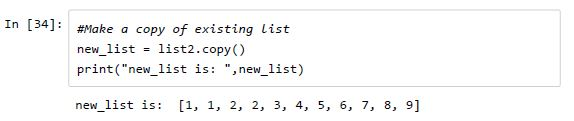 In [34]:
#Make a copy of existing list
new_list = list2.copy()
print("new_list is: ",new_list)
new_list is:  [1, 1, 2, 2, 3, 4, 5, 6, 7, 8, 9]